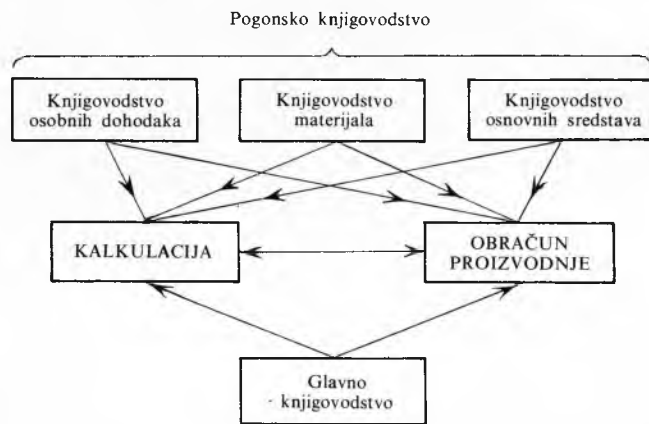 Pogonsko knjigovodstvo
Knjigovodstvo
osobnih dohodaka
Knjigovodstvo
materijala
Knjigovodstvo
osnovnih sredstava
KALKULACIJA
OBRAČUN
PROIZVODNJE
Glavno
knjigovodstvo